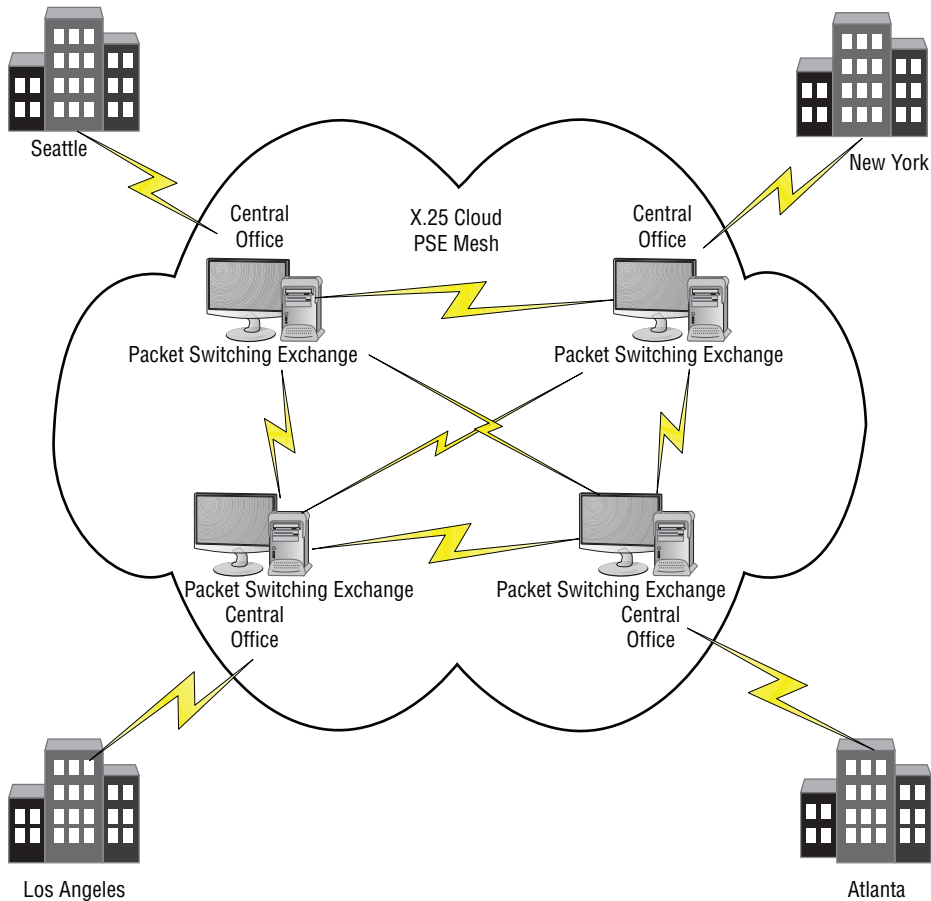 Seattle
New York
Central
Office
X.25 Cloud
PSE Mesh
Central
Office
Packet Switching Exchange
Packet Switching Exchange
Packet Switching Exchange
Central
Office
Packet Switching Exchange
Central
Office
Los Angeles
Atlanta